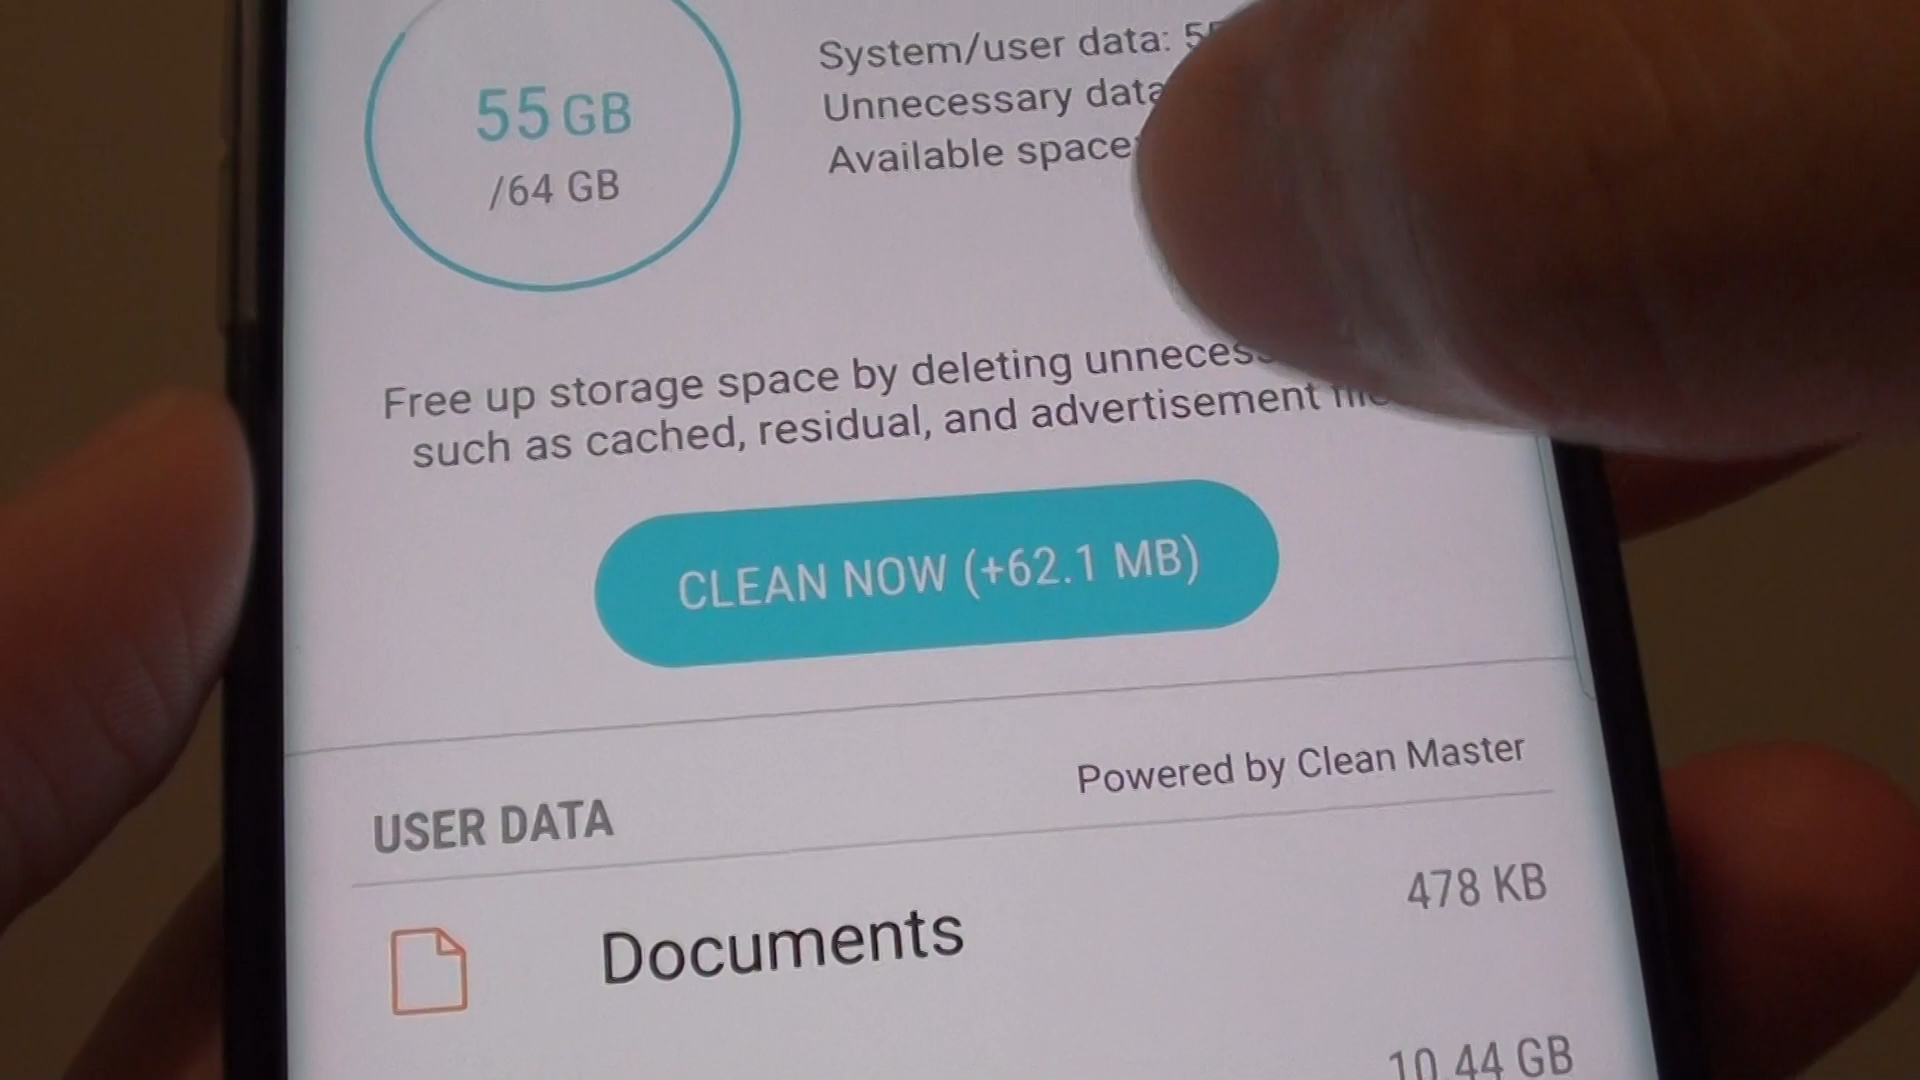 55 GB
/64 GB
System/user data:
Unnecessary data
Available space:
Free up storage space by deleting
such as cached, residual, and advertisement
CLEAN NOW (+62.1 MB)
USER DATA
Powered by Clean Master
Documents
478 KB
10.44 GB